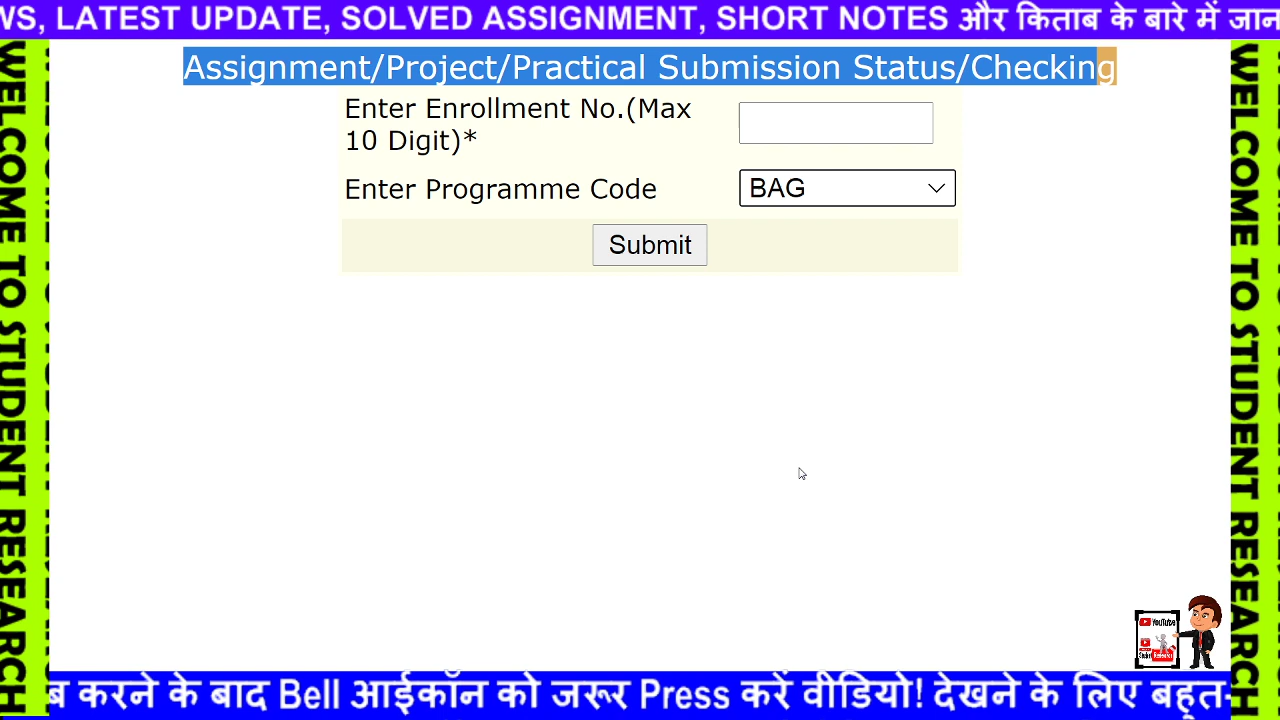 WS, LATEST UPDATE, SOLVED ASSIGNMENT, SHORT NOTES और किताब के बारे में जान
WELCOME TO STUDENT RESEARCH
Assignment/Project/Practical Submission Status/Checking
Enter Enrollment No.(Max
10 Digit)*
Enter Programme Code
BAG
Submit
YouTube
WELCOME TO STUDENT RESEARCH
ब करने के बाद Bell आईकॉन को जरूर Press करें वीडियो! देखने के लिए बहुत-